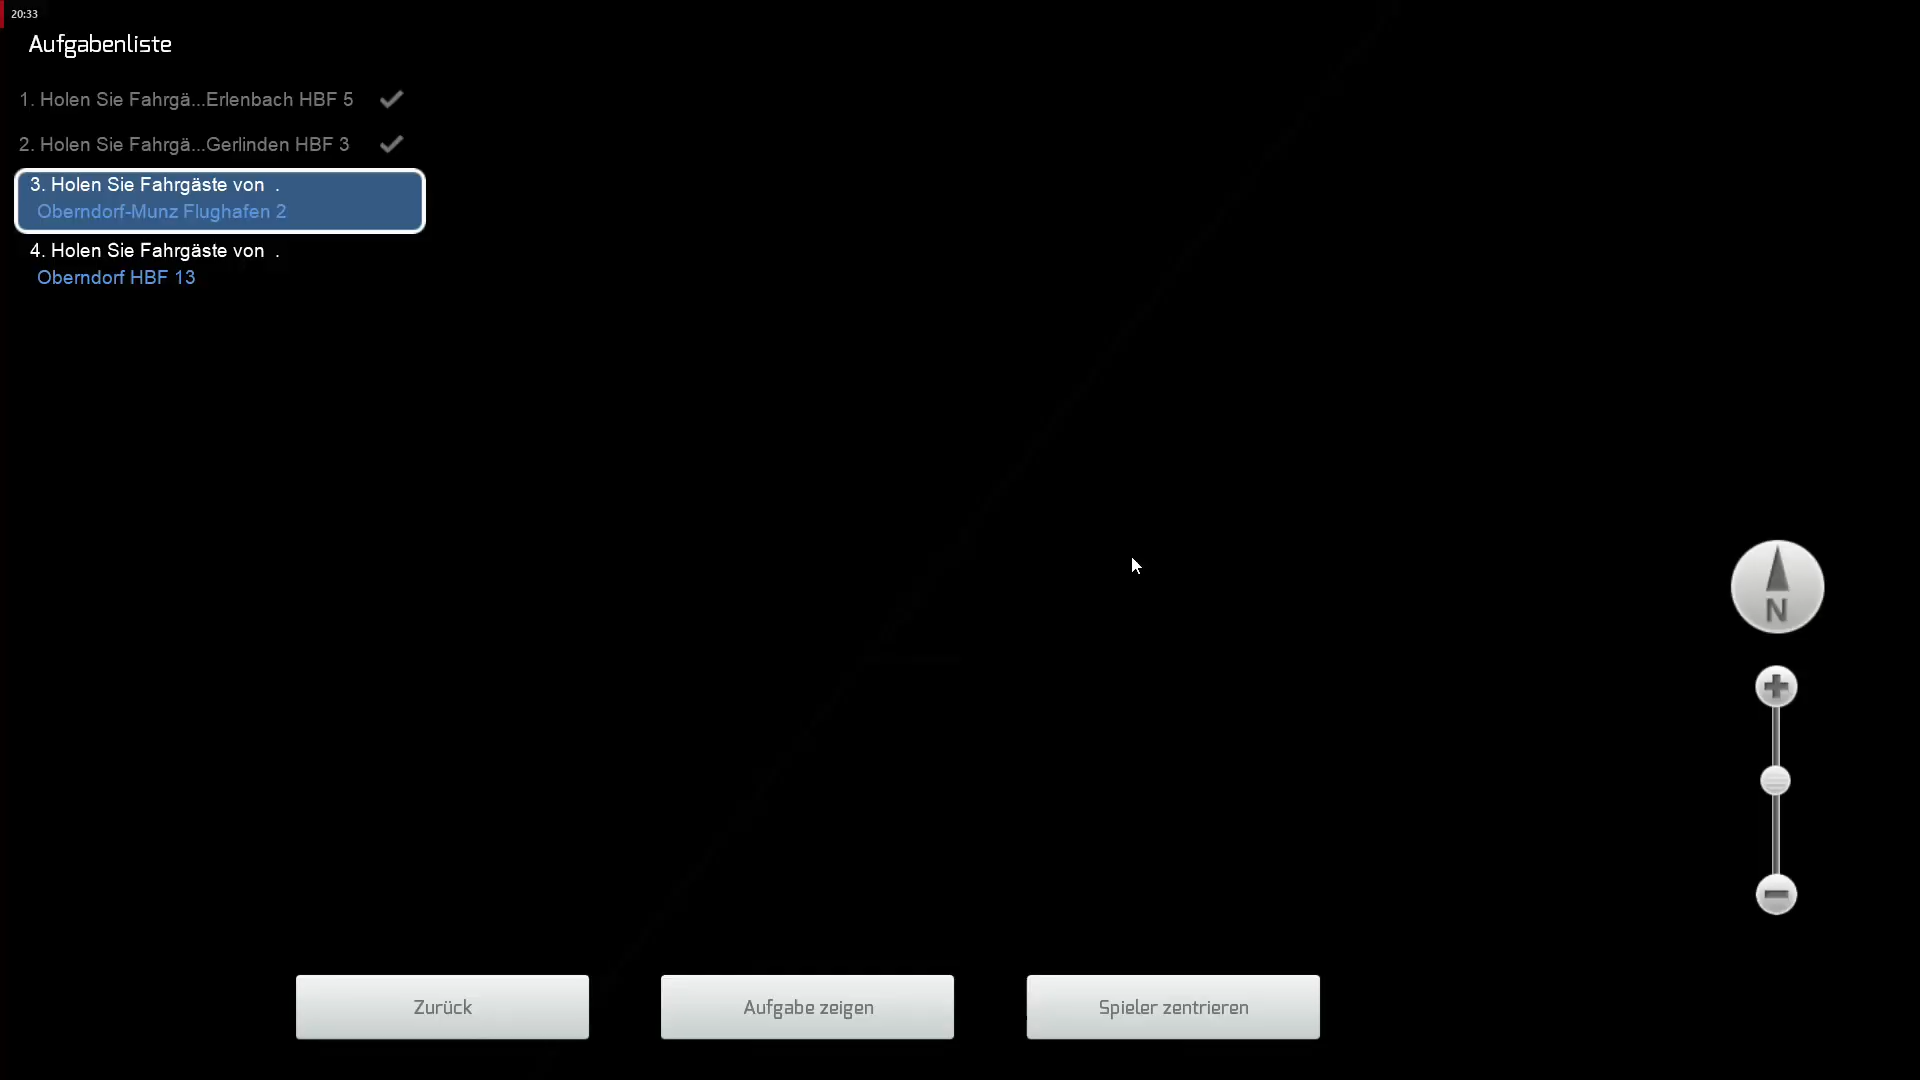 20:33
Aufgabenliste
1. Holen Sie Fahrgä...Erlenbach HBF 5
2. Holen Sie Fahrgä...Gerlinden HBF 3
3. Holen Sie Fahrgäste von .
Oberndorf-Munz Flughafen 2
4. Holen Sie Fahrgäste von .
Oberndorf HBF 13
N
Zurück
Aufgabe zeigen
Spieler zentrieren